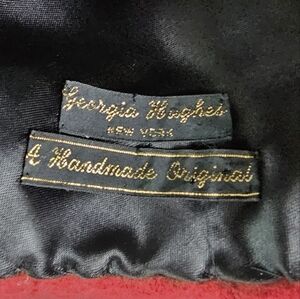 Georgia Hughes
NEW YORK
A Handmade Original